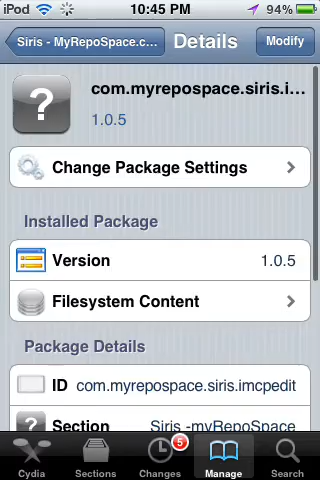 iPod 10:45 PM 94%
Siris - MyRepoSpace.c... Details Modify
com.myrepospace.siris.i...
1.0.5
Change Package Settings
Installed Package
Version 1.0.5
Filesystem Content
Package Details
ID com.myrepospace.siris.imcpedit
Section Siris -myRepoSpace
5
Cydia Sections Changes Manage Search